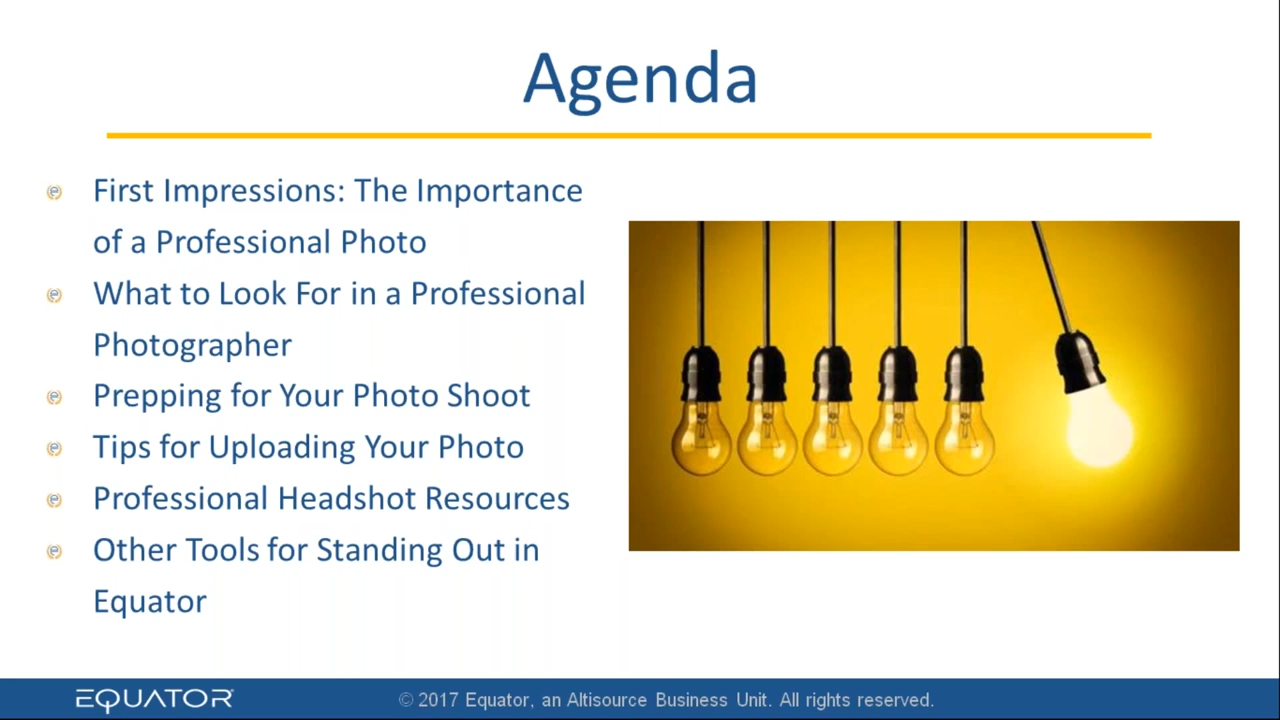 Agenda
First Impressions: The Importance
of a Professional Photo
What to Look For in a Professional
Photographer
Prepping for Your Photo Shoot
Tips for Uploading Your Photo
Professional Headshot Resources
Other Tools for Standing Out in
Equator
EQUATOR
© 2017 Equator, an Altisource Business Unit. All rights reserved.